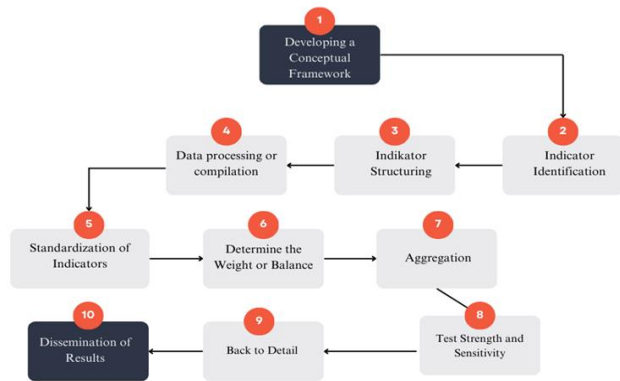 1
Developing a
Conceptual
Framework
2
Indicator
Identification
3
Indikator
Structuring
4
Data processing or
compilation
5
Standardization of
Indicators
6
Determine the
Weight or Balance
7
Aggregation
8
Test Strength and
Sensitivity
9
Back to Detail
10
Dissemination of
Results